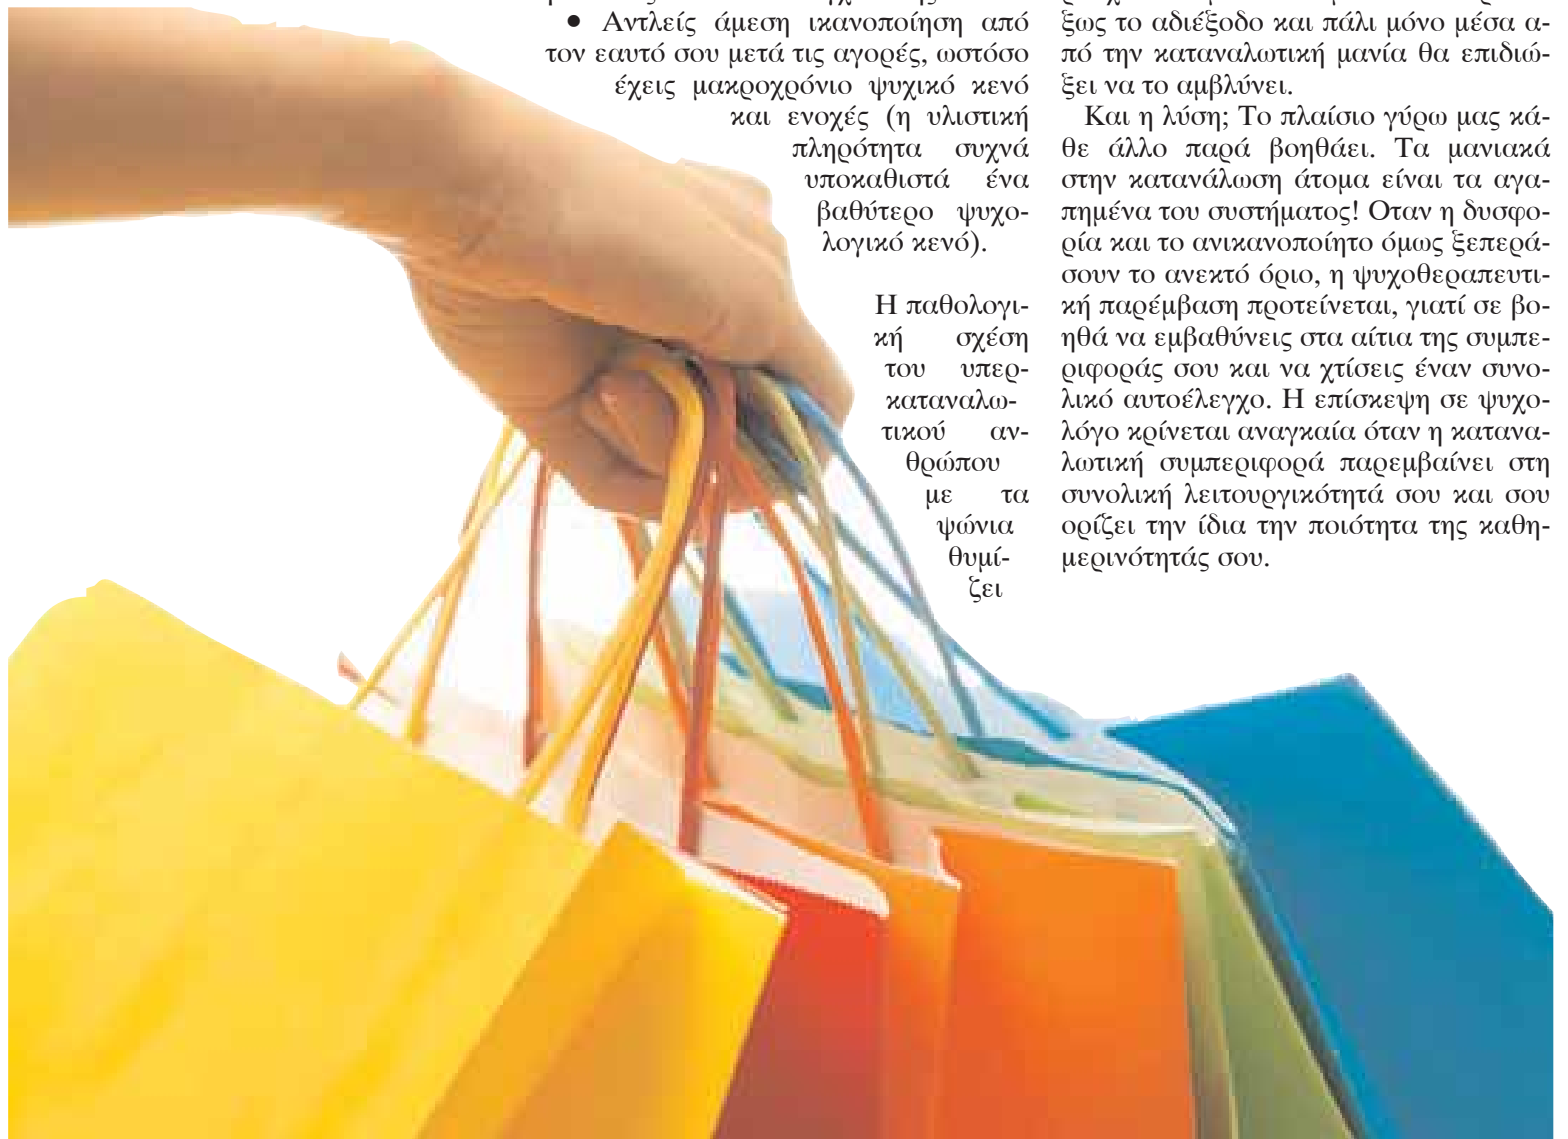 • Αντλείς άμεση ικανοποίηση από
τον εαυτό σου μετά τις αγορές, ωστόσο
έχεις μακροχρόνιο ψυχικό κενό
και ενοχές (η υλιστική
πληρότητα συχνά
υποκαθιστά ένα
βαθύτερο ψυχο-
λογικό κενό).
Η παθολογι-
κή σχέση
του υπερ-
καταναλω-
τικού αν-
θρώπου
με τα
ψώνια
θυμί-
ζει
ξως το αδιέξοδο και πάλι μόνο μέσα α-
πό την καταναλωτική μανία θα επιδιώ-
ξει να το αμβλύνει.
Και η λύση; Το πλαίσιο γύρω μας κά-
θε άλλο παρά βοηθάει. Τα μανιακά
στην κατανάλωση άτομα είναι τα αγα-
πημένα του συστήματος! Οταν η δυσφο-
ρία και το ανικανοποίητο όμως ξεπερά-
σουν το ανεκτό όριο, η ψυχοθεραπευτι-
κή παρέμβαση προτείνεται, γιατί σε βο-
ηθά να εμβαθύνεις στα αίτια της συμπε-
ριφοράς σου και να χτίσεις έναν συνο-
λικό αυτοέλεγχο. Η επίσκεψη σε ψυχο-
λόγο κρίνεται αναγκαία όταν η κατανα-
λωτική συμπεριφορά παρεμβαίνει στη
συνολική λειτουργικότητά σου και σου
ορίζει την ίδια την ποιότητα της καθη-
μερινότητάς σου.